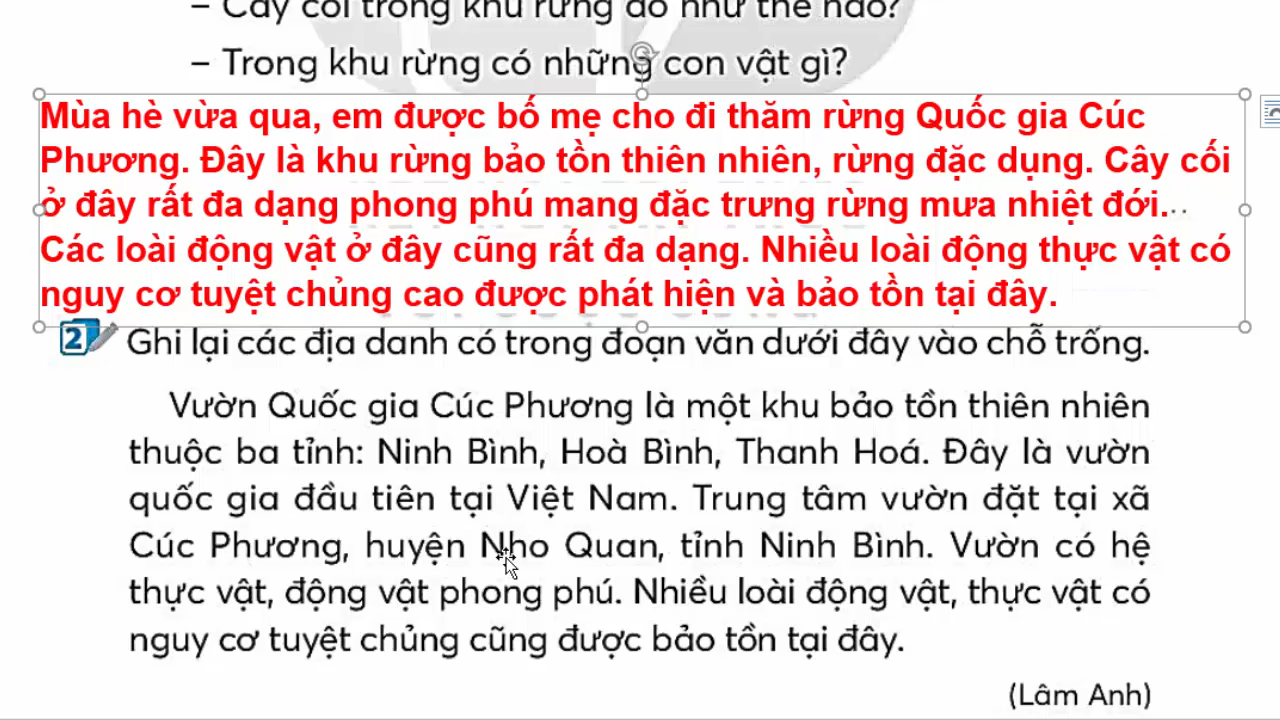 – Cây cối trong khu rừng đó như thế nào?
– Trong khu rừng có những con vật gì?
Mùa hè vừa qua, em được bố mẹ cho đi thăm rừng Quốc gia Cúc
Phương. Đây là khu rừng bảo tồn thiên nhiên, rừng đặc dụng. Cây cối
ở đây rất đa dạng phong phú mang đặc trưng rừng mưa nhiệt đới...
Các loài động vật ở đây cũng rất đa dạng. Nhiều loài động thực vật có
nguy cơ tuyệt chủng cao được phát hiện và bảo tồn tại đây.
2 Ghi lại các địa danh có trong đoạn văn dưới đây vào chỗ trống.
Vườn Quốc gia Cúc Phương là một khu bảo tồn thiên nhiên
thuộc ba tỉnh: Ninh Bình, Hoà Bình, Thanh Hoá. Đây là vườn
quốc gia đầu tiên tại Việt Nam. Trung tâm vườn đặt tại xã
Cúc Phương, huyện Nho Quan, tỉnh Ninh Bình. Vườn có hệ
thực vật, động vật phong phú. Nhiều loài động vật, thực vật có
nguy cơ tuyệt chủng cũng được bảo tồn tại đây.
(Lâm Anh)